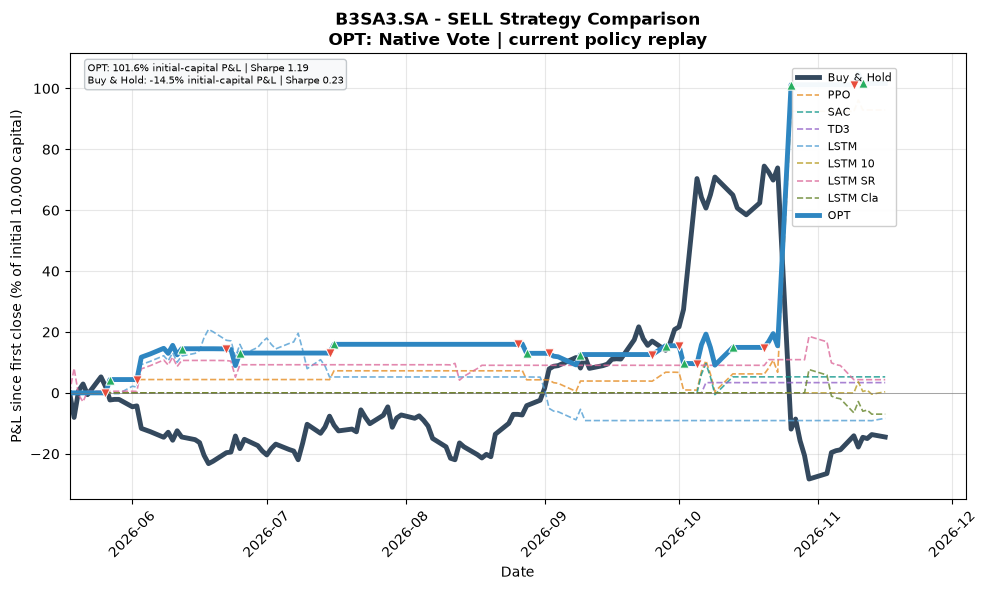 B3SA3.SA - SELL Strategy Comparison
OPT: Native Vote | current policy replay
OPT: 101.6% initial-capital P&L | Sharpe 1.19
Buy & Hold: -14.5% initial-capital P&L | Sharpe 0.23
Buy & Hold
PPO
SAC
TD3
LSTM
LSTM 10
LSTM SR
LSTM Cla
OPT
P&L since first close (% of initial 10,000 capital)
100
80
60
40
20
0
−20
2026-06
2026-07
2026-08
2026-09
2026-10
2026-11
2026-12
Date